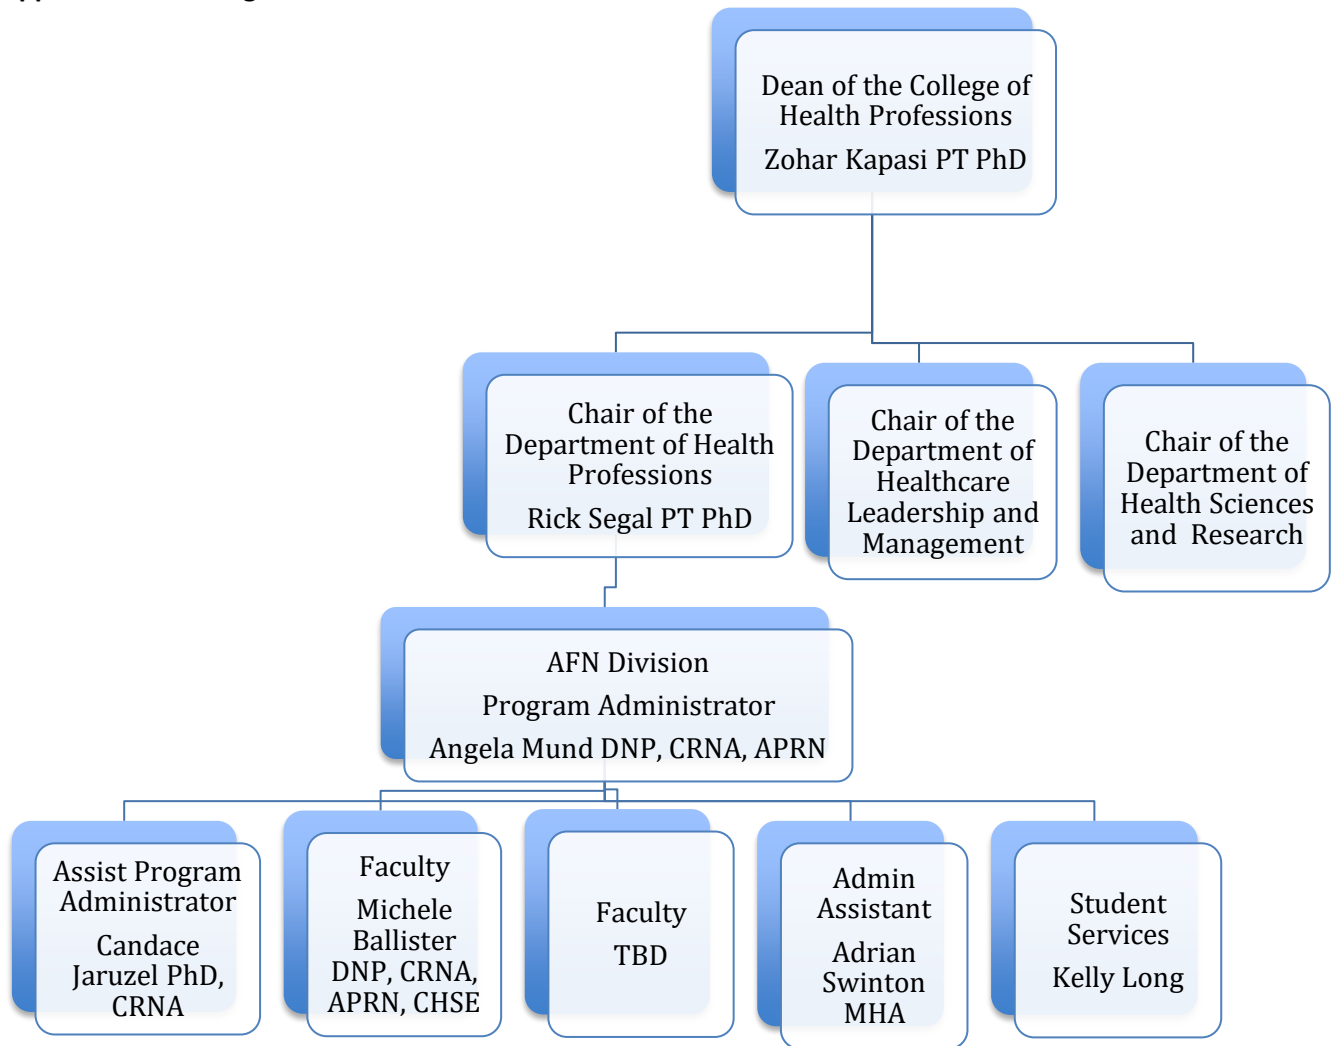 Dean of the College of
Health Professions
Zohar Kapasi PT PhD
Chair of the
Department of Health
Professions
Rick Segal PT PhD
Chair of the
Department of
Healthcare
Leadership and
Management
Chair of the
Department of
Health Sciences
and Research
AFN Division
Program Administrator
Angela Mund DNP, CRNA, APRN
Assist Program
Administrator
Candace
Jaruzel PhD,
CRNA
Faculty
Michele
Ballister
DNP, CRNA,
APRN, CHSE
Faculty
TBD
Admin
Assistant
Adrian
Swinton
MHA
Student
Services
Kelly Long